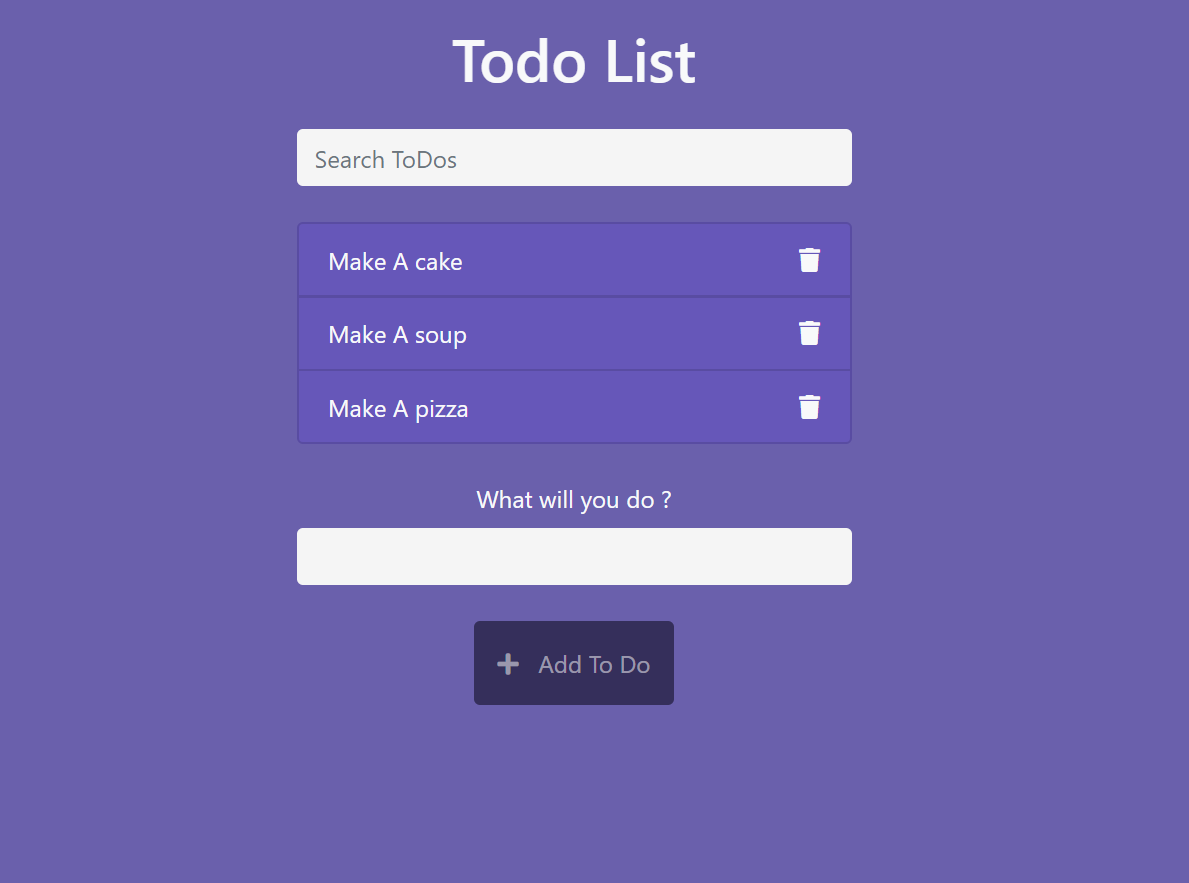 Todo List
Search ToDos
Make A cake
Make A soup
Make A pizza
What will you do ?
Add To Do